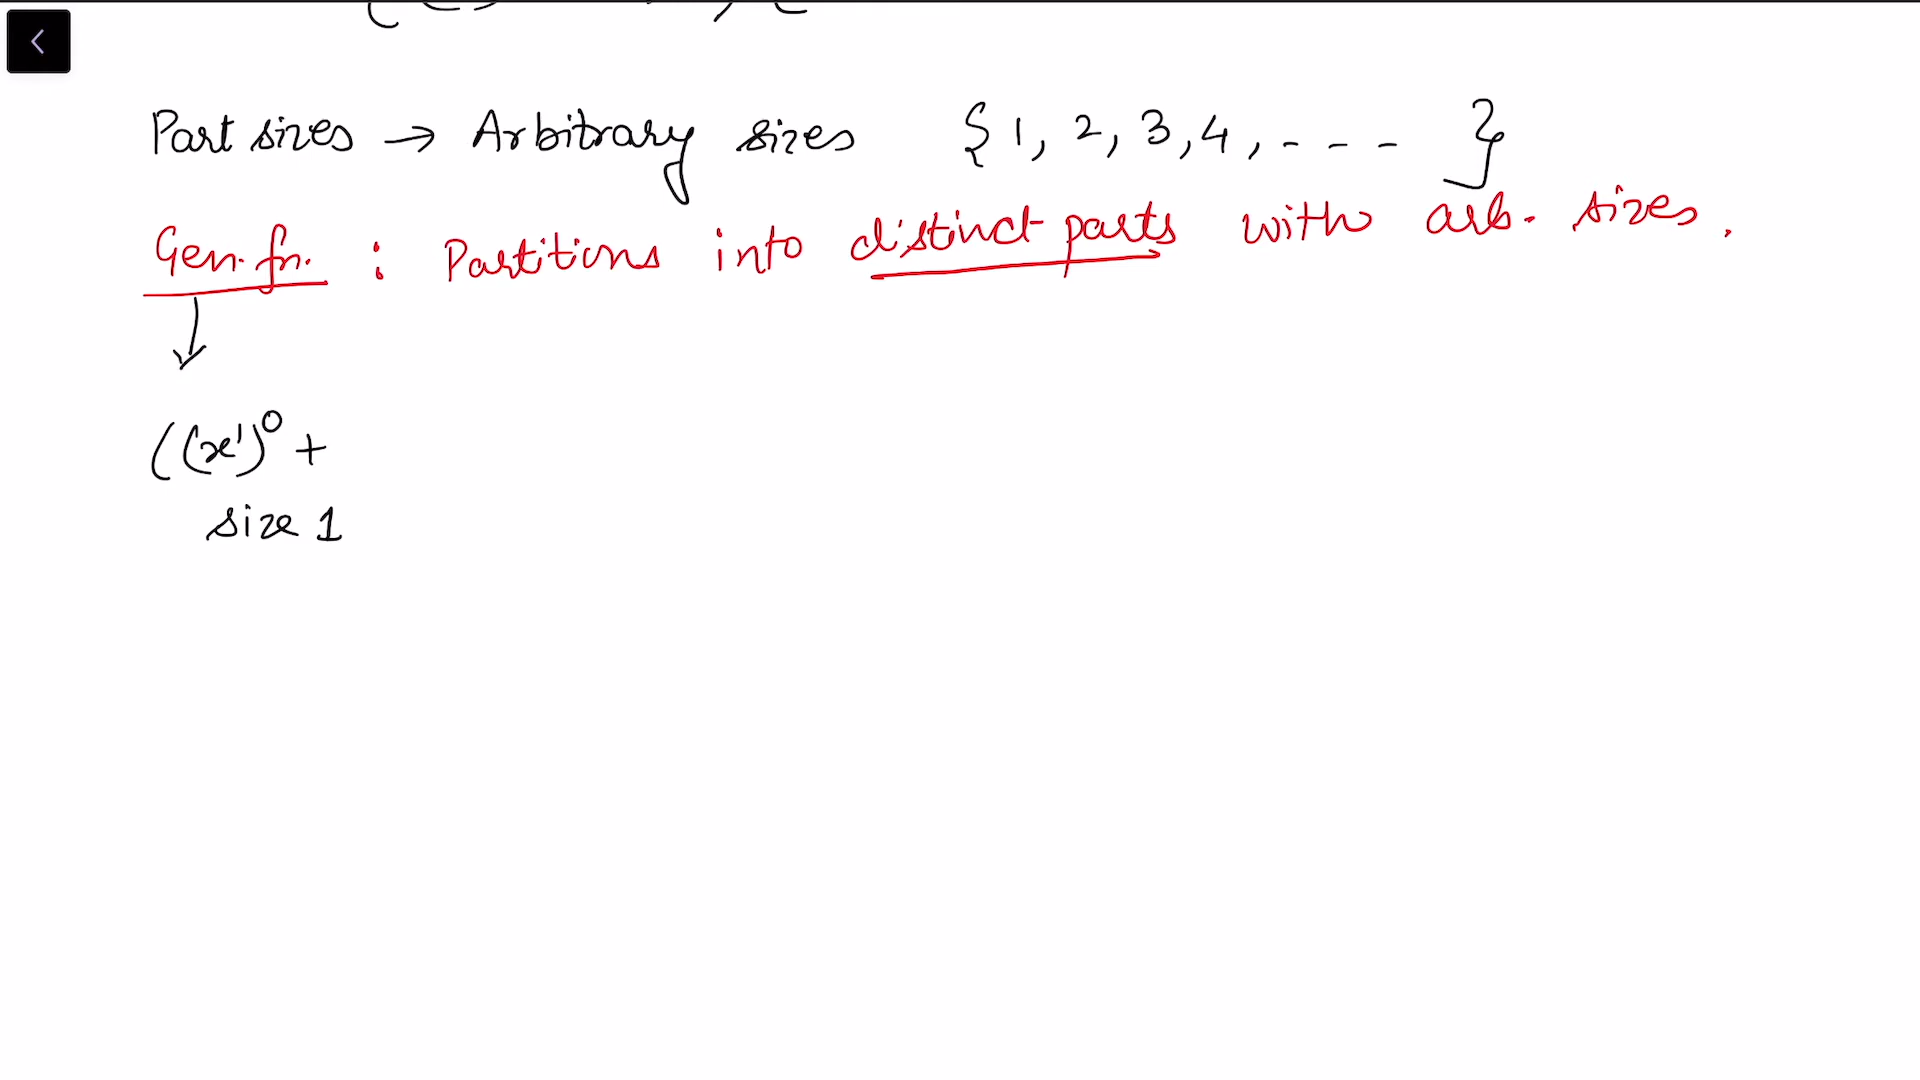 Part sizes → Arbitrary sizes {1, 2, 3, 4, - - - }
Gen. fn. : Partitions into distinct parts with arb. sizes.
((x¹)⁰ +
size 1